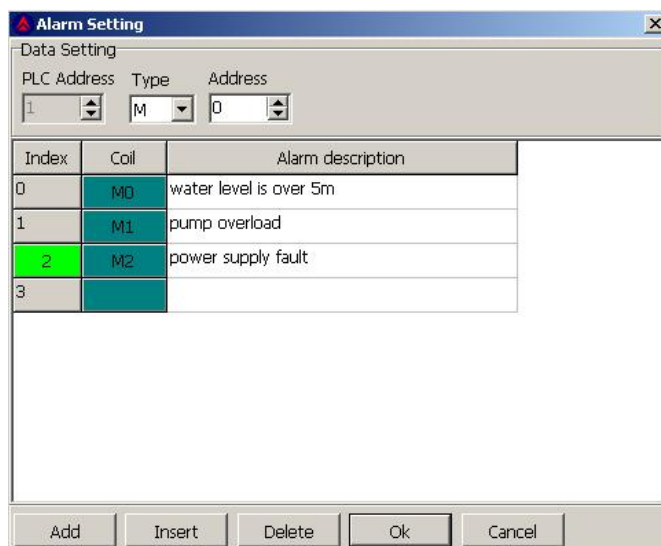 Alarm Setting
Data Setting
PLC Address Type Address
1 M 0
Index Coil Alarm description
0 M0 water level is over 5m
1 M1 pump overload
2 M2 power supply fault
3
Add Insert Delete Ok Cancel